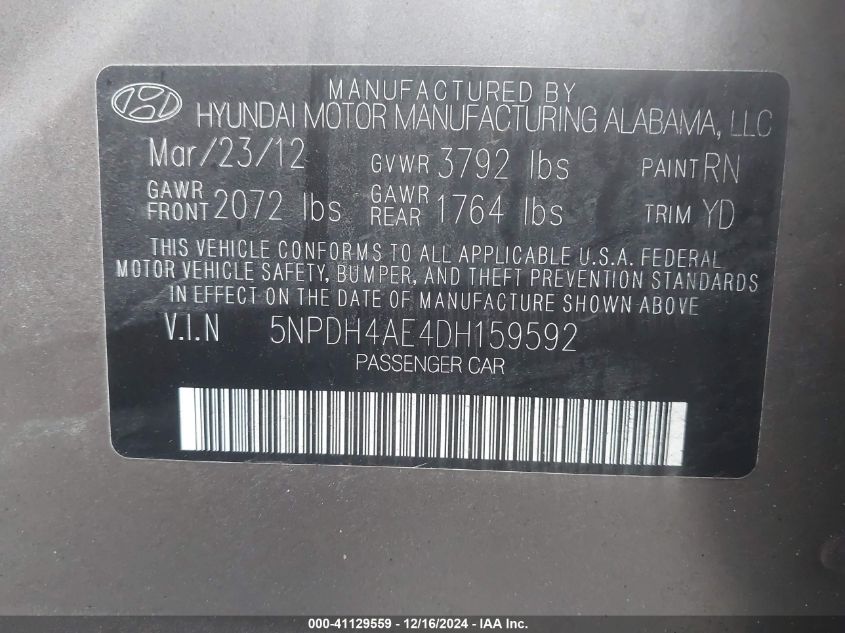 MANUFACTURED BY
HYUNDAI MOTOR MANUFACTURING ALABAMA, LLC
Mar/23/12 GVWR 3792 lbs PAINT RN
GAWR FRONT 2072 lbs GAWR REAR 1764 lbs TRIM YD
THIS VEHICLE CONFORMS TO ALL APPLICABLE U.S.A. FEDERAL
MOTOR VEHICLE SAFETY, BUMPER, AND THEFT PREVENTION STANDARDS
IN EFFECT ON THE DATE OF MANUFACTURE SHOWN ABOVE
V.I.N 5NPDH4AE4DH159592
PASSENGER CAR
000-41129559 - 12/16/2024 - IAA Inc.